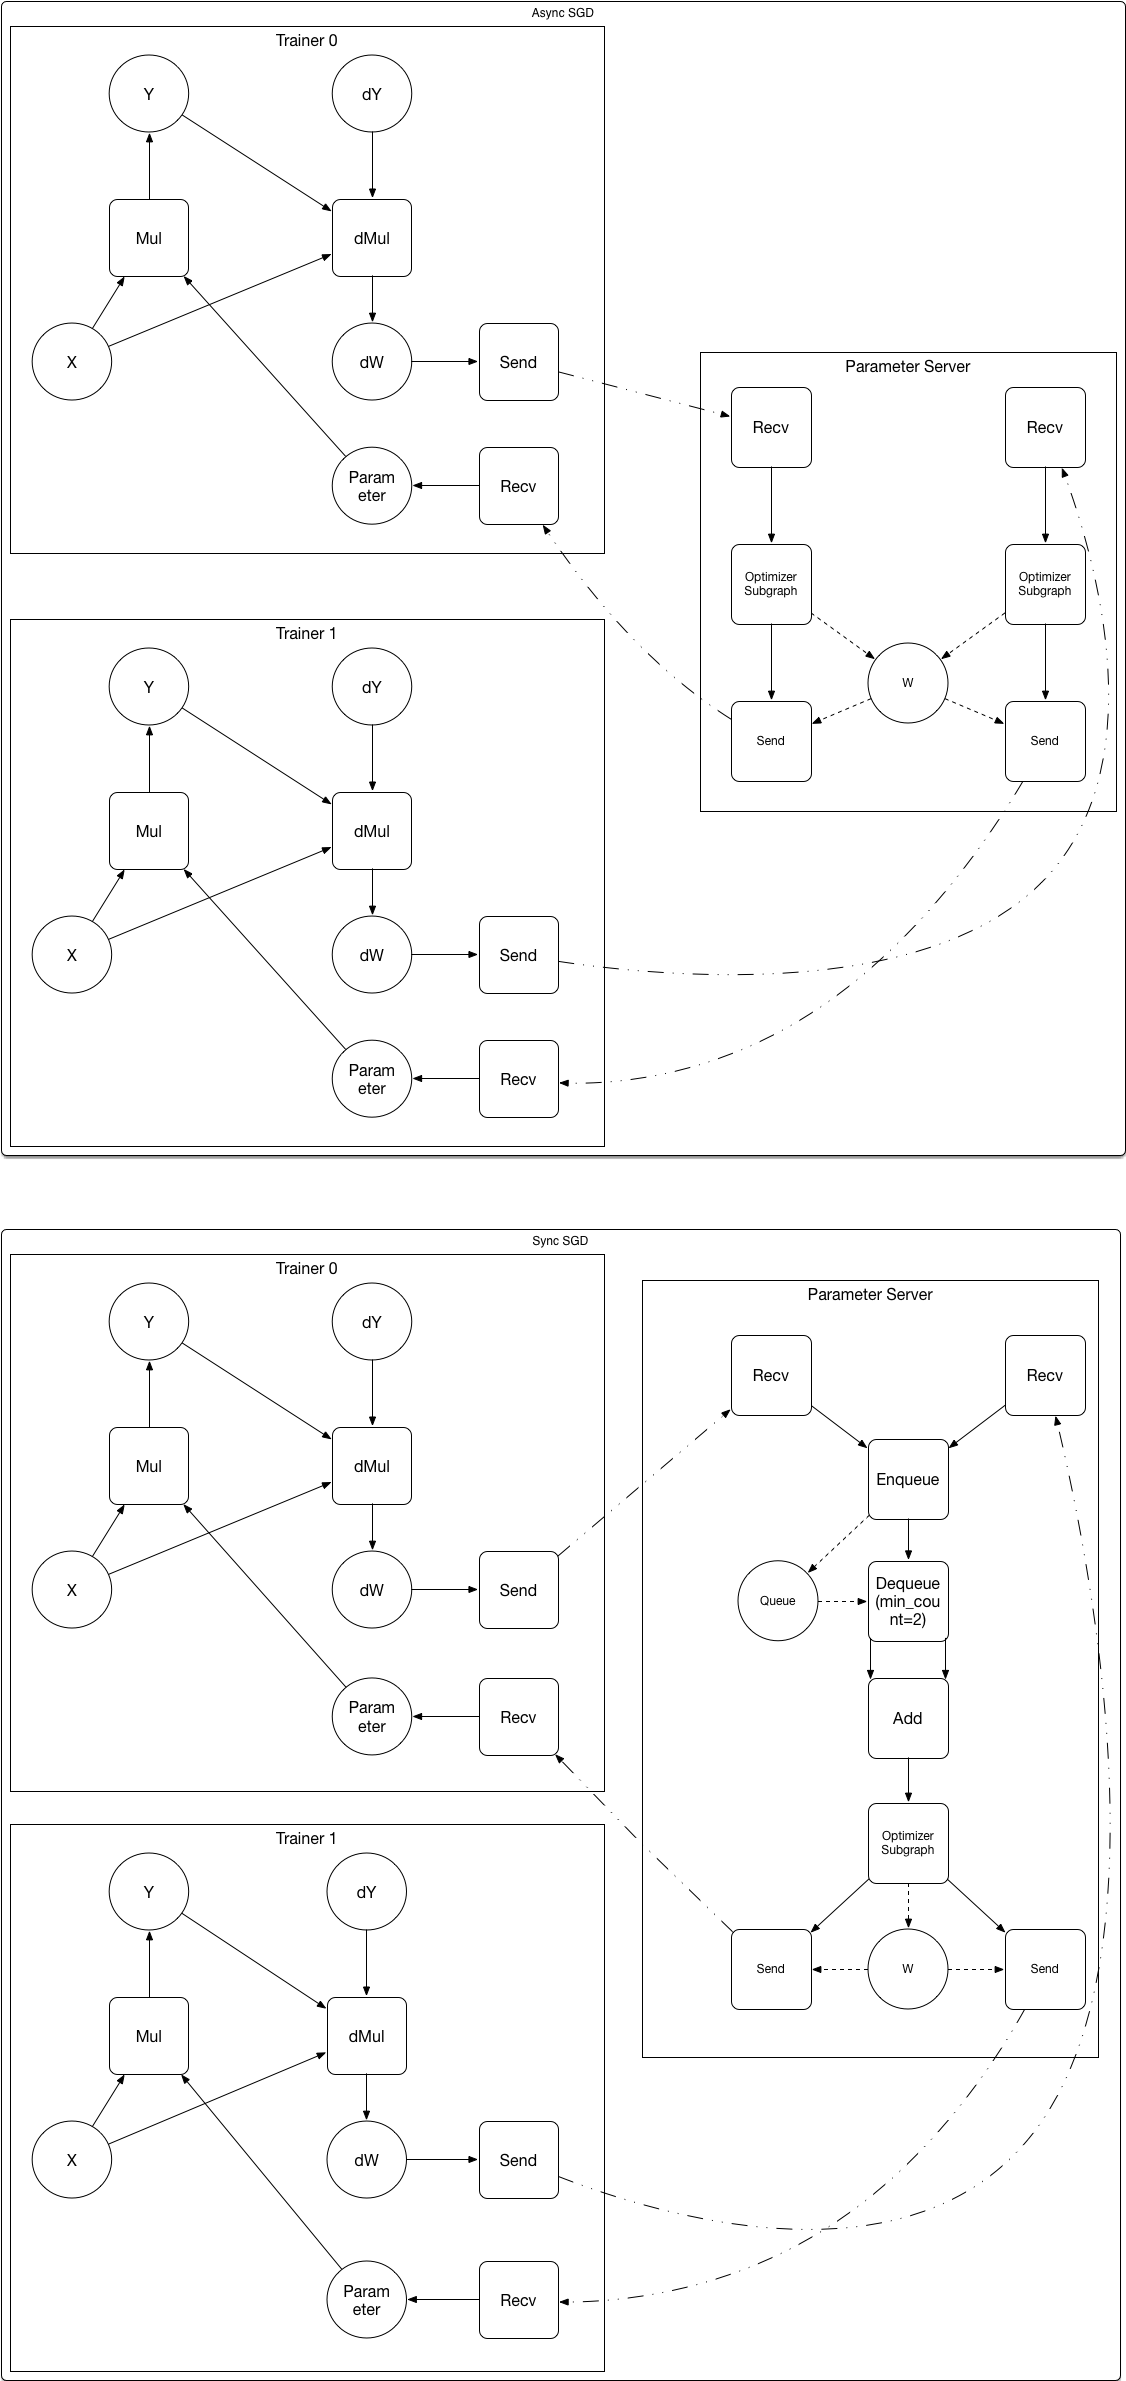 Async SGD
Trainer 0
Y
dY
Mul
dMul
X
dW
Send
Param
eter
Recv
Parameter Server
Recv
Recv
Optimizer
Subgraph
Optimizer
Subgraph
W
Send
Send
Trainer 1
Y
dY
Mul
dMul
X
dW
Send
Param
eter
Recv
Sync SGD
Trainer 0
Y
dY
Mul
dMul
X
dW
Send
Param
eter
Recv
Parameter Server
Recv
Recv
Enqueue
Queue
Dequeue
(min_cou
nt=2)
Add
Optimizer
Subgraph
Send
W
Send
Trainer 1
Y
dY
Mul
dMul
X
dW
Send
Param
eter
Recv